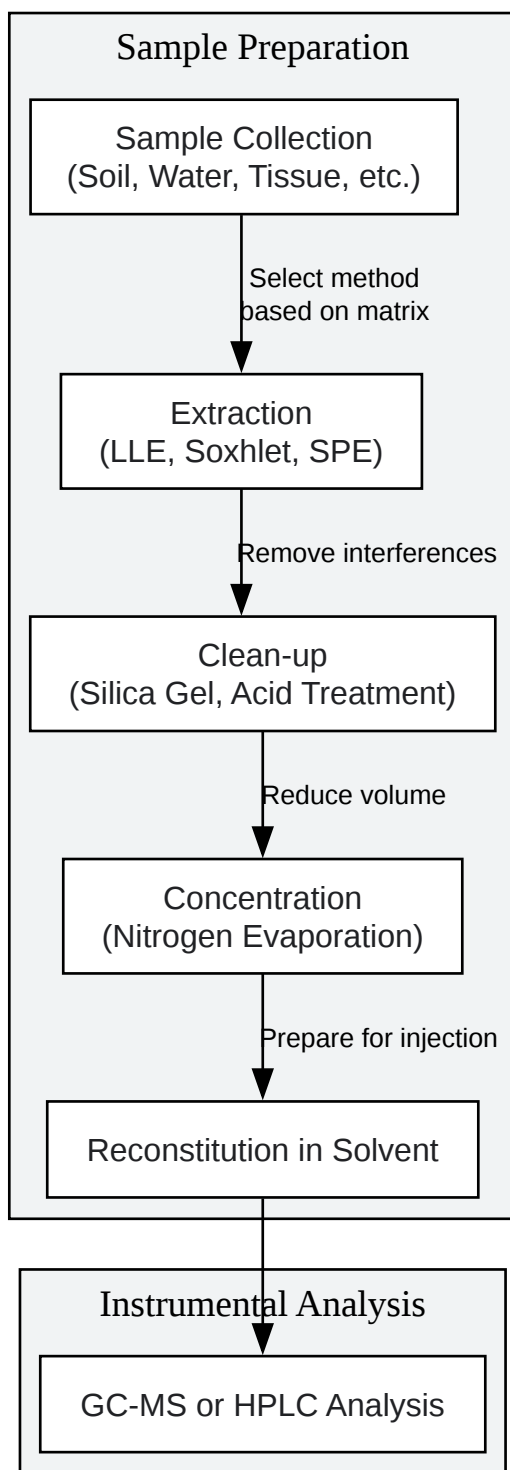 Sample Preparation
Sample Collection
(Soil, Water, Tissue, etc.)
Select method
based on matrix
Extraction
(LLE, Soxhlet, SPE)
Remove interferences
Clean-up
(Silica Gel, Acid Treatment)
Reduce volume
Concentration
(Nitrogen Evaporation)
Prepare for injection
Reconstitution in Solvent
Instrumental Analysis
GC-MS or HPLC Analysis